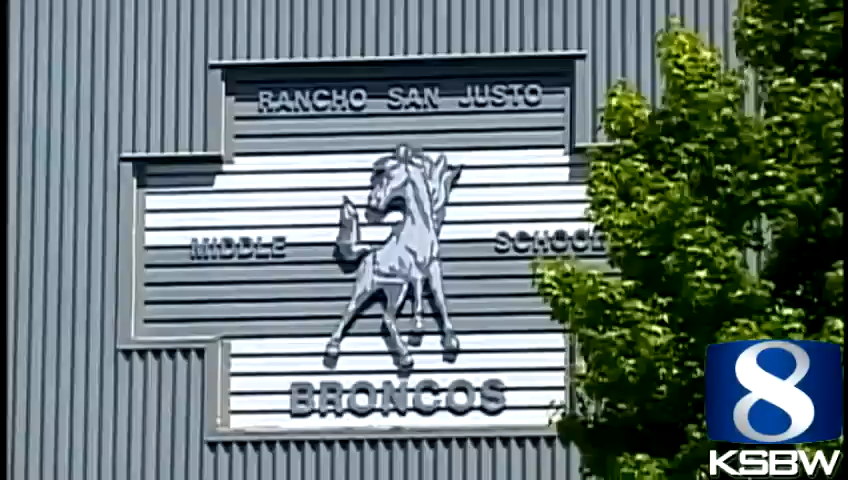 RANCHO SAN JUSTO
MIDDLE SCHOOL
BRONCOS
8
KSBW